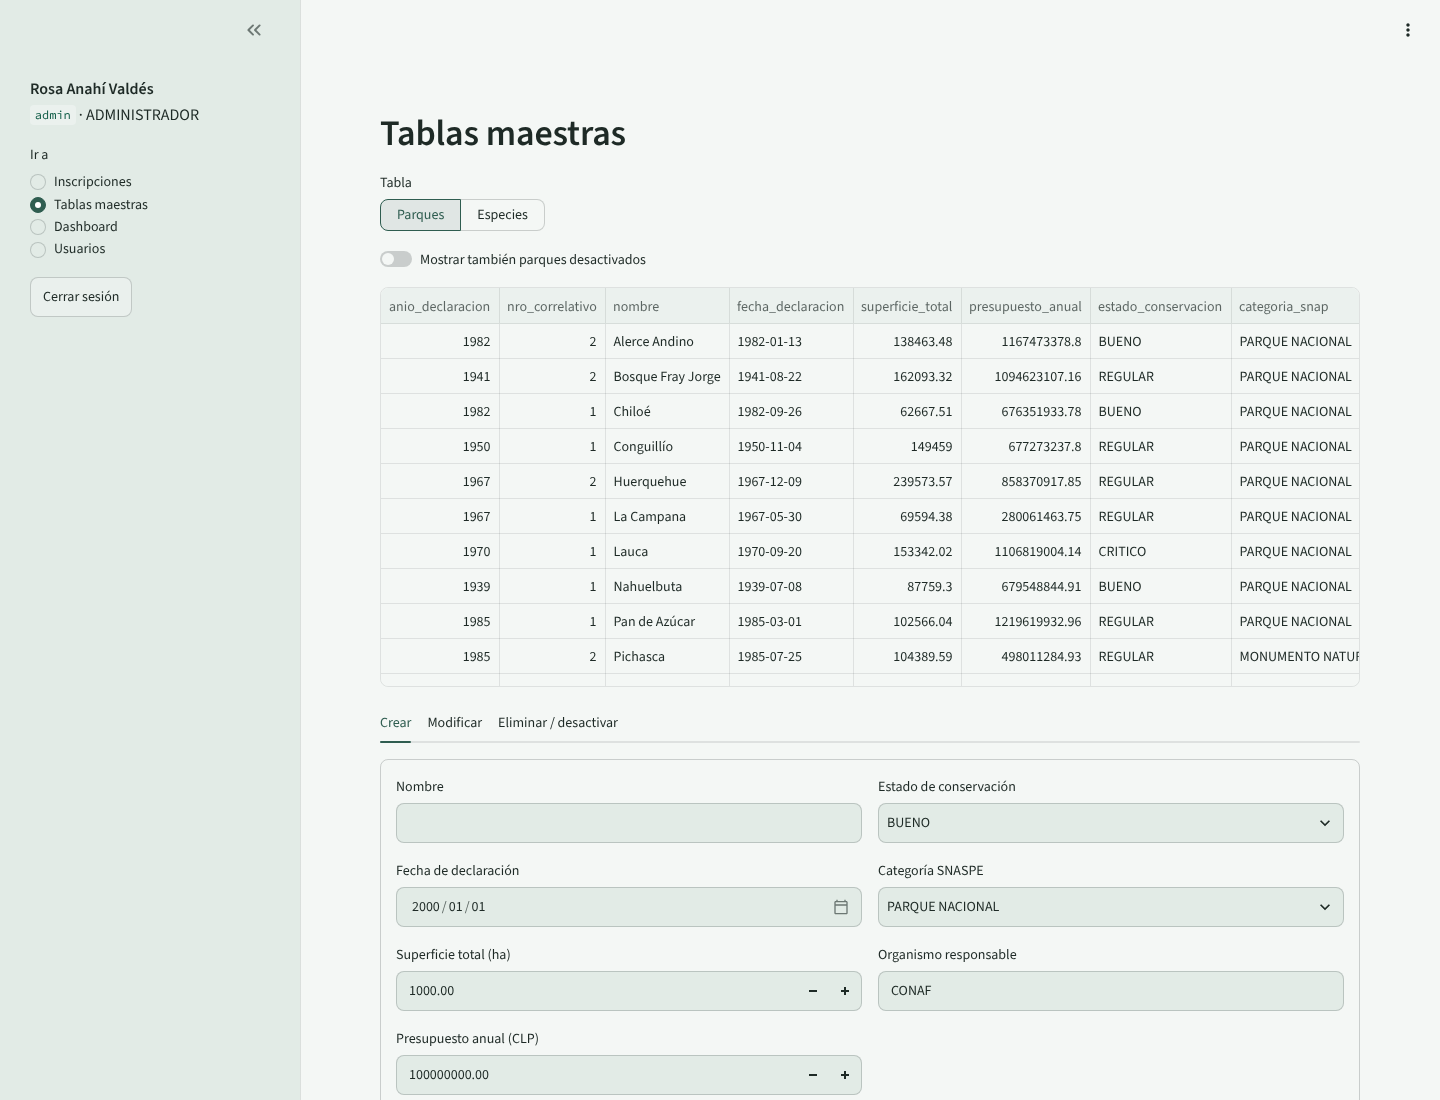 Rosa Anahí Valdés
admin · ADMINISTRADOR
Ir a
Inscripciones
Tablas maestras
Dashboard
Usuarios
Cerrar sesión
Tablas maestras
Tabla
Parques Especies
Mostrar también parques desactivados
anio_declaracion nro_correlativo nombre fecha_declaracion superficie_total presupuesto_anual estado_conservacion categoria_snap
1982 2 Alerce Andino 1982-01-13 138463.48 1167473378.8 BUENO PARQUE NACIONAL
1941 2 Bosque Fray Jorge 1941-08-22 162093.32 1094623107.16 REGULAR PARQUE NACIONAL
1982 1 Chiloé 1982-09-26 62667.51 676351933.78 BUENO PARQUE NACIONAL
1950 1 Conguillío 1950-11-04 149459 677273237.8 REGULAR PARQUE NACIONAL
1967 2 Huerquehue 1967-12-09 239573.57 858370917.85 REGULAR PARQUE NACIONAL
1967 1 La Campana 1967-05-30 69594.38 280061463.75 REGULAR PARQUE NACIONAL
1970 1 Lauca 1970-09-20 153342.02 1106819004.14 CRITICO PARQUE NACIONAL
1939 1 Nahuelbuta 1939-07-08 87759.3 679548844.91 BUENO PARQUE NACIONAL
1985 1 Pan de Azúcar 1985-03-01 102566.04 1219619932.96 REGULAR PARQUE NACIONAL
1985 2 Pichasca 1985-07-25 104389.59 498011284.93 REGULAR MONUMENTO NATUR
Crear Modificar Eliminar / desactivar
Nombre Estado de conservación
BUENO
Fecha de declaración Categoría SNASPE
2000 / 01 / 01 PARQUE NACIONAL
Superficie total (ha) Organismo responsable
1000.00 CONAF
Presupuesto anual (CLP)
100000000.00